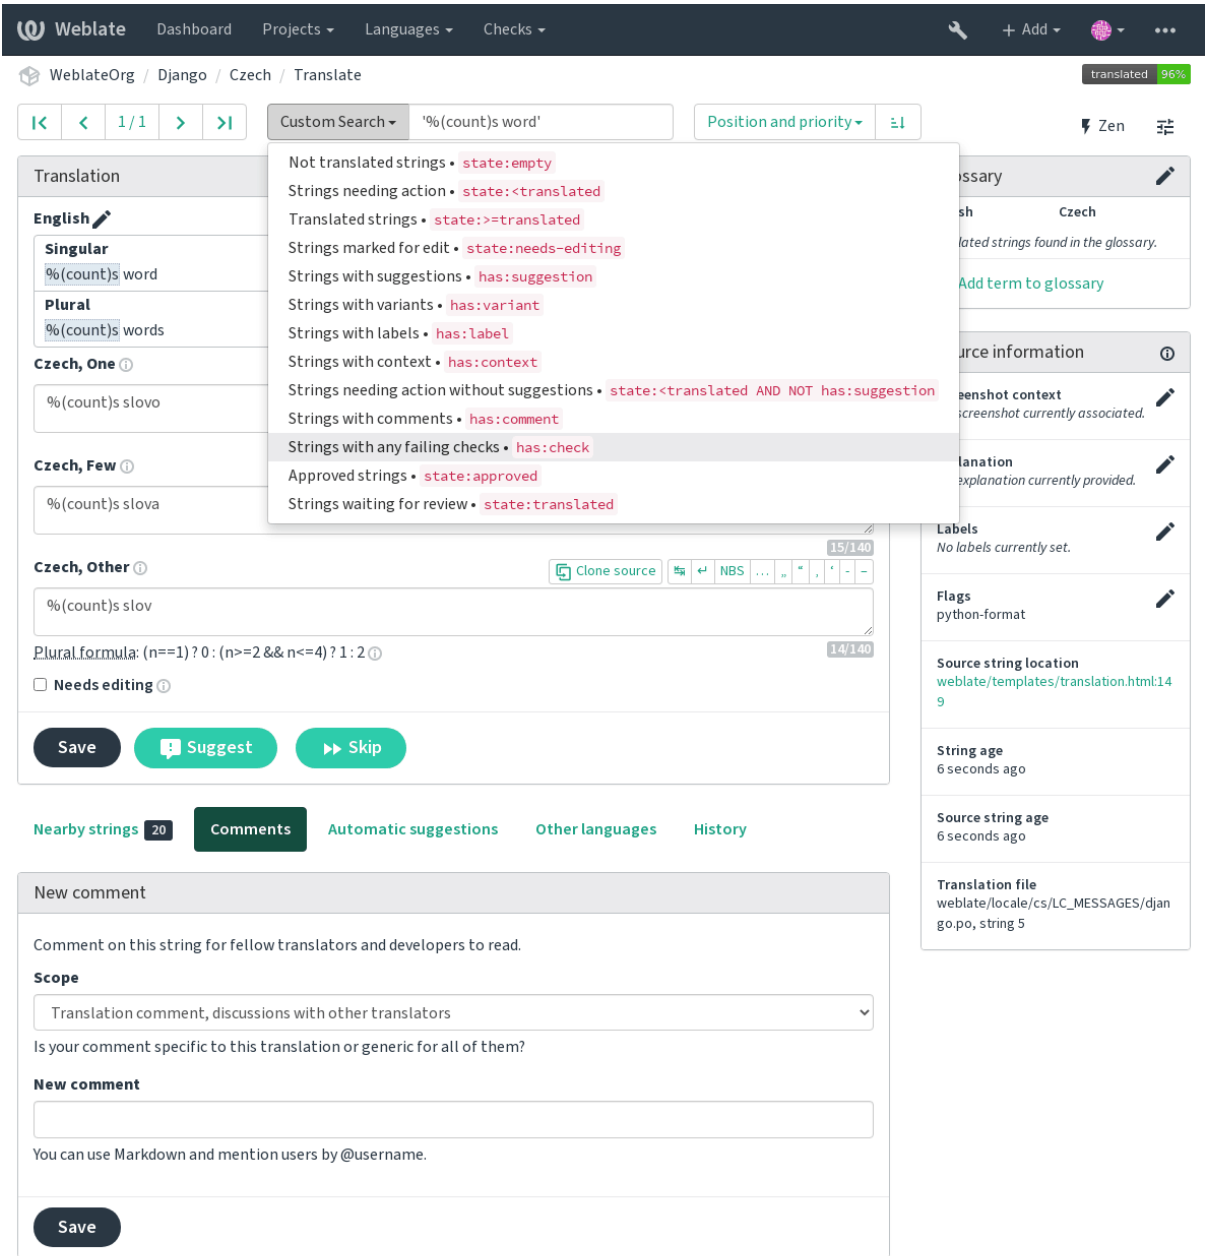 Weblate Dashboard Projects Languages Checks Add
WeblateOrg / Django / Czech / Translate
translated 96%
1 / 1
Custom Search
'%(count)s word'
Position and priority
Zen
Not translated strings • state:empty
Strings needing action • state:<translated
Translated strings • state:>=translated
Strings marked for edit • state:needs-editing
Strings with suggestions • has:suggestion
Strings with variants • has:variant
Strings with labels • has:label
Strings with context • has:context
Strings needing action without suggestions • state:<translated AND NOT has:suggestion
Strings with comments • has:comment
Strings with any failing checks • has:check
Approved strings • state:approved
Strings waiting for review • state:translated
Translation
English
Singular
%(count)s word
Plural
%(count)s words
Czech, One
%(count)s slovo
Czech, Few
%(count)s slova
15/140
Czech, Other
Clone source ↹ ↵ NBS … „ “ ‚ ‘ - –
%(count)s slov
14/140
Plural formula: (n==1) ? 0 : (n>=2 && n<=4) ? 1 : 2
Needs editing
Save Suggest Skip
Nearby strings 20 Comments Automatic suggestions Other languages History
New comment
Comment on this string for fellow translators and developers to read.
Scope
Translation comment, discussions with other translators
Is your comment specific to this translation or generic for all of them?
New comment
You can use Markdown and mention users by @username.
Save
ossary
sh Czech
lated strings found in the glossary.
Add term to glossary
urce information
eenshot context
screenshot currently associated.
lanation
explanation currently provided.
Labels
No labels currently set.
Flags
python-format
Source string location
weblate/templates/translation.html:14
9
String age
6 seconds ago
Source string age
6 seconds ago
Translation file
weblate/locale/cs/LC_MESSAGES/djan
go.po, string 5